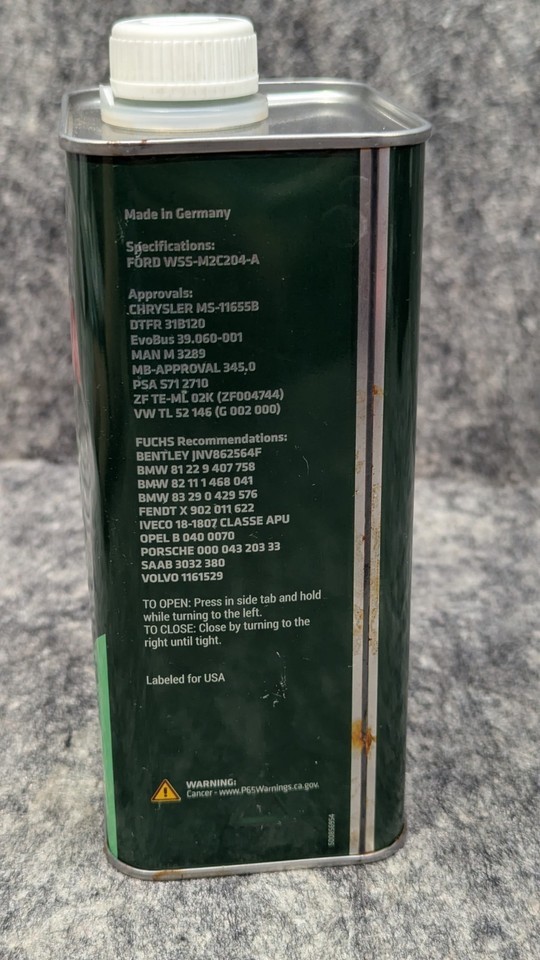 Made in Germany
Specifications:
FORD WSS-M2C204-A
Approvals:
CHRYSLER MS-11655B
DTFR 31B120
EvoBus 39.060-001
MAN M 3289
MB-APPROVAL 345.0
PSA S71 2710
ZF TE-ML 02K (ZF004744)
VW TL 52 146 (G 002 000)
FUCHS Recommendations:
BENTLEY JNV862564F
BMW 81 22 9 407 758
BMW 82 11 1 468 041
BMW 83 29 0 429 576
FENDT X 902 011 622
IVECO 18-1807 CLASSE APU
OPEL B 040 0070
PORSCHE 000 043 203 33
SAAB 3032 380
VOLVO 1161529
TO OPEN: Press in side tab and hold
while turning to the left.
TO CLOSE: Close by turning to the
right until tight.
Labeled for USA
WARNING:
Cancer - www.P65Warnings.ca.gov.